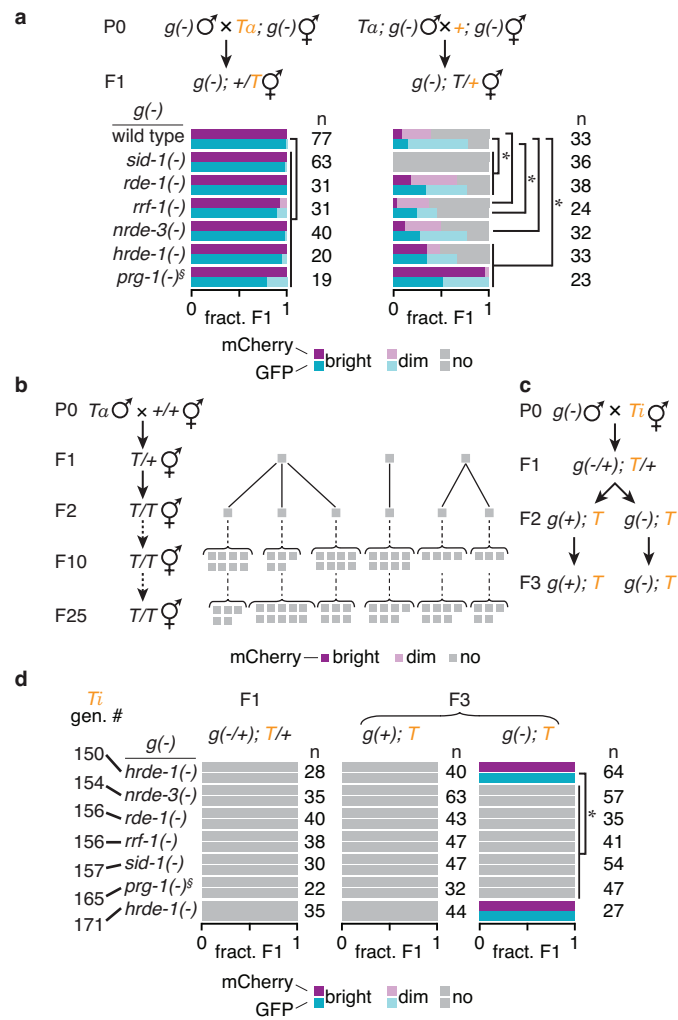 a
P0 g(-)♂ × Ta; g(-)⚥ Ta; g(-)♂ × +; g(-)⚥
F1 g(-); +/T⚥ g(-); T/+⚥
g(-) n n
wild type 77 33
sid-1(-) 63 36
rde-1(-) 31 38
rrf-1(-) 31 24
nrde-3(-) 40 32
hrde-1(-) 20 33
prg-1(-)§ 19 23
* * * *
0 1 0 1
fract. F1 fract. F1
mCherry
GFP bright dim no
b
P0 Ta♂ × +/+⚥
F1 T/+⚥
F2 T/T⚥
F10 T/T⚥
F25 T/T⚥
mCherry bright dim no
c
P0 g(-)♂ × Ti⚥
F1 g(-/+); T/+
F2 g(+); T g(-); T
F3 g(+); T g(-); T
d
Ti F1 F3
gen. #
g(-) g(-/+); T/+ g(+); T g(-); T
n n n
150 hrde-1(-) 28 40 64
154 nrde-3(-) 35 63 57
156 rde-1(-) 40 43 35
156 rrf-1(-) 38 47 41
157 sid-1(-) 30 47 54
165 prg-1(-)§ 22 32 47
171 hrde-1(-) 35 44 27
*
0 1 0 1 0 1
fract. F1 fract. F1 fract. F1
mCherry
GFP bright dim no